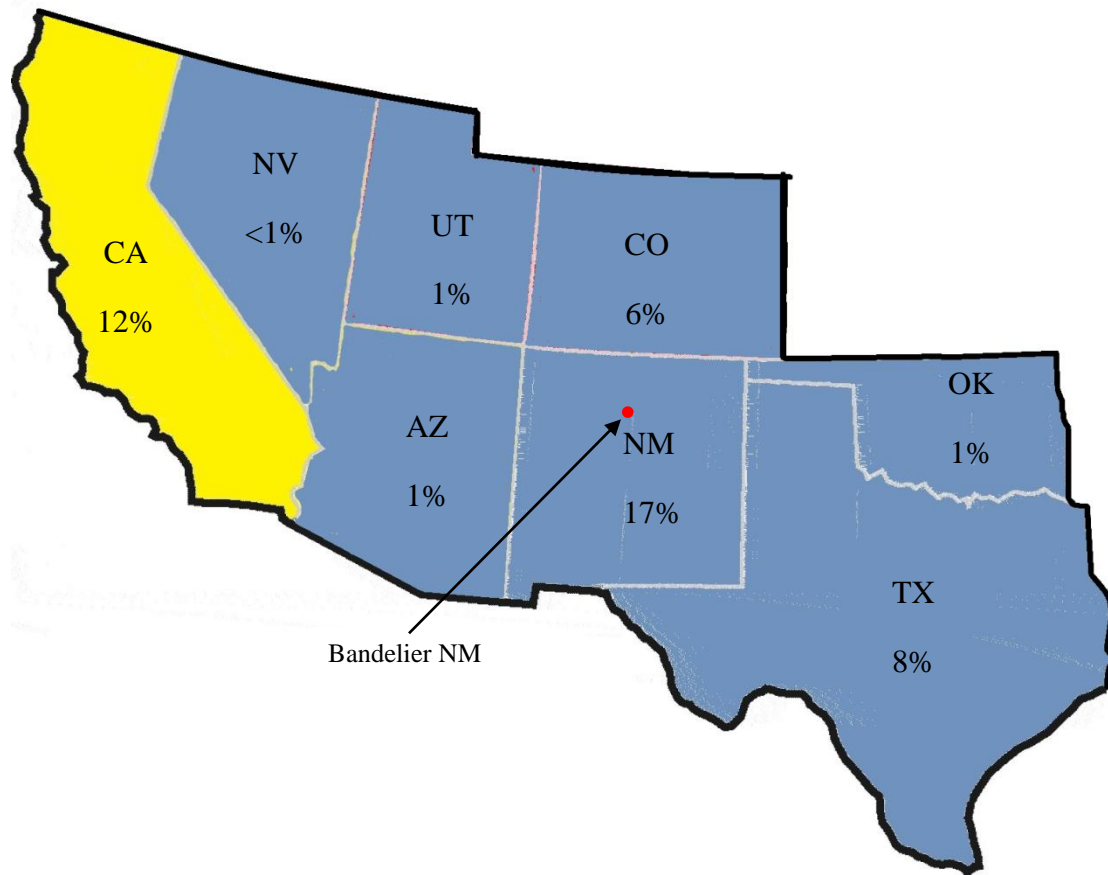 NV
<1%
UT
1%
CO
6%
CA
12%
AZ
1%
NM
17%
OK
1%
TX
8%
Bandelier NM